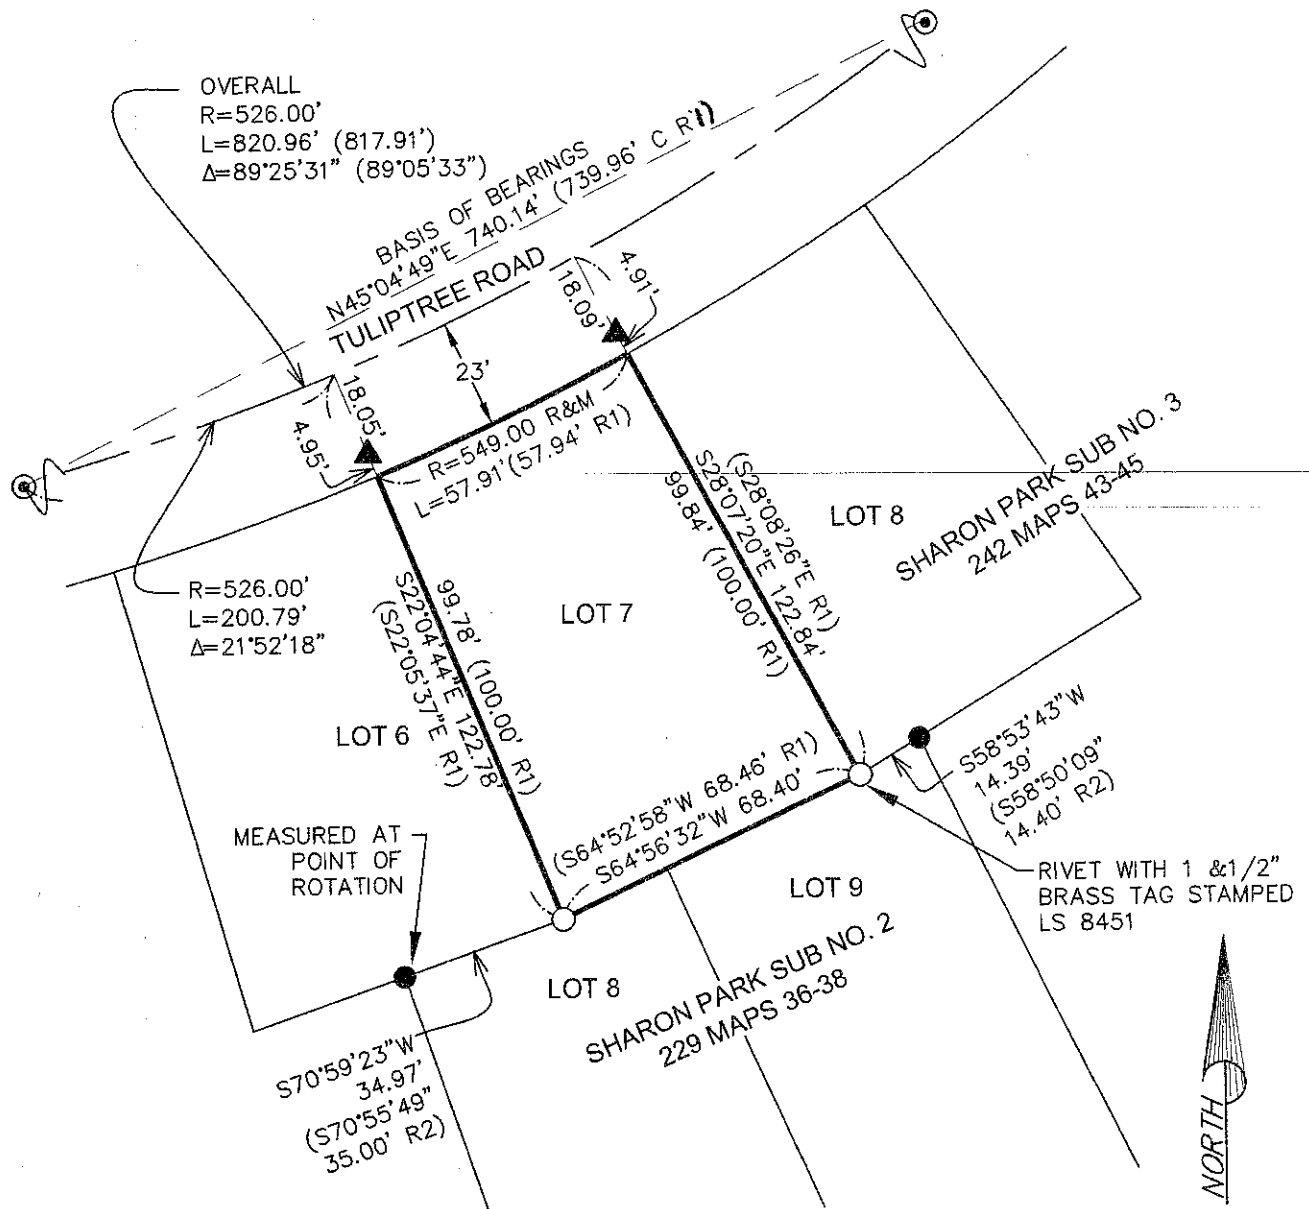 OVERALL
R=526.00'
L=820.96' (817.91')
Δ=89°25'31" (89°05'33")
BASIS OF BEARINGS
N45°04'49"E 740.14' (739.96' C R1)
TULIPTREE ROAD
4.91'
18.09'
23'
18.05'
4.95'
R=549.00 R&M
L=57.91'(57.94' R1)
SHARON PARK SUB NO. 3
242 MAPS 43-45
LOT 8
(S28°08'26"E R1)
S28°07'20"E 122.84'
99.84' (100.00' R1)
R=526.00'
L=200.79'
Δ=21°52'18"
LOT 7
99.78' (100.00' R1)
S22°04'44"E 122.78'
(S22°05'37"E R1)
LOT 6
(S64°52'58"W 68.46' R1)
S64°56'32"W 68.40'
S58°53'43"W
14.39'
(S58°50'09"
14.40' R2)
MEASURED AT
POINT OF
ROTATION
RIVET WITH 1 &1/2"
BRASS TAG STAMPED
LS 8451
LOT 9
LOT 8
SHARON PARK SUB NO. 2
229 MAPS 36-38
S70°59'23"W
34.97'
(S70°55'49"
35.00' R2)
NORTH